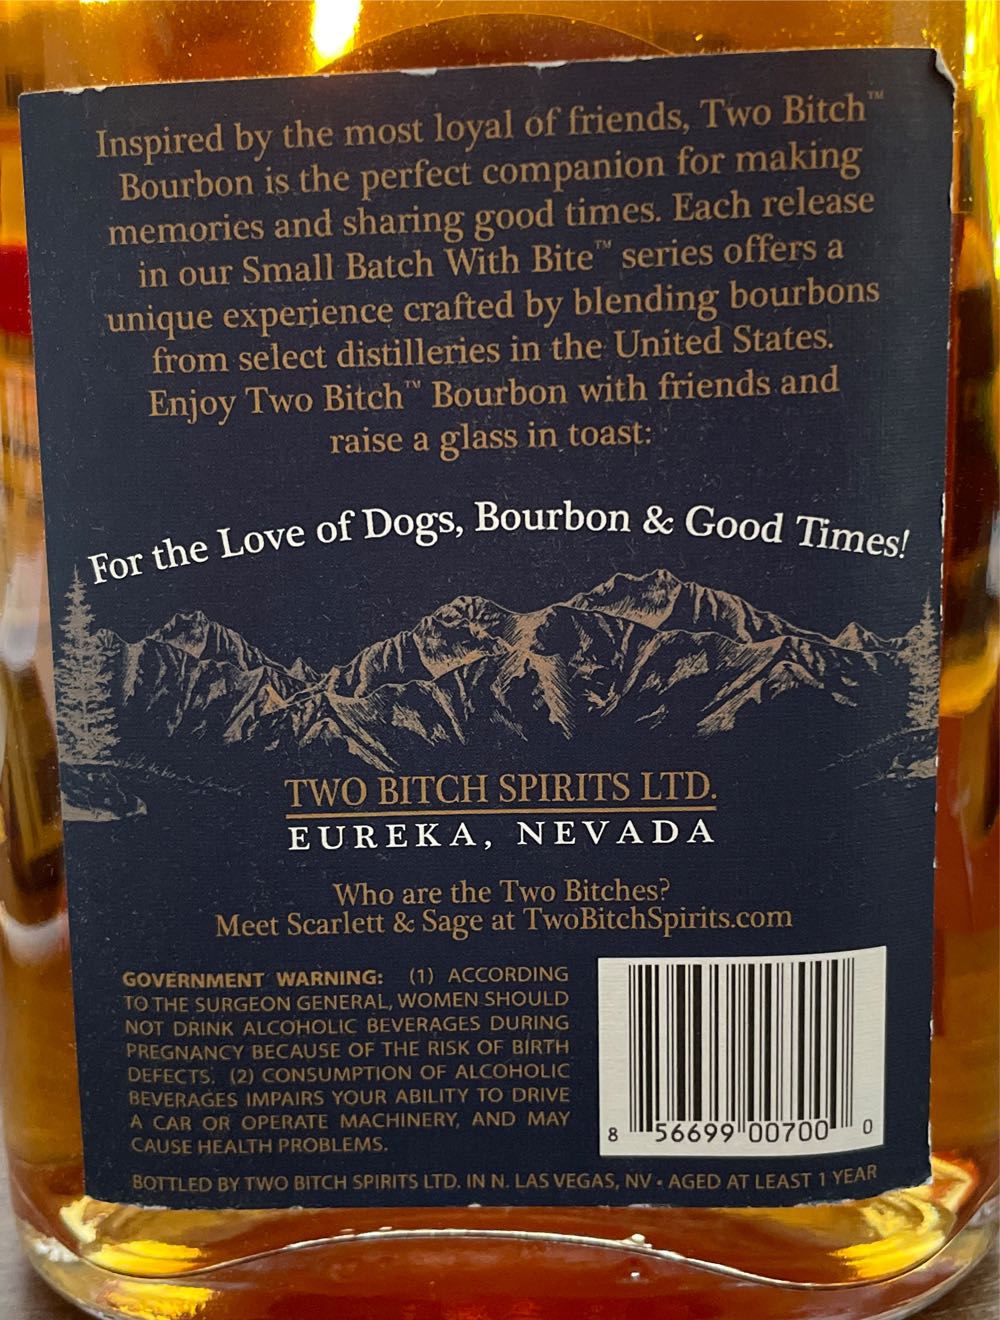 Inspired by the most loyal of friends, Two Bitch™
Bourbon is the perfect companion for making
memories and sharing good times. Each release
in our Small Batch With Bite™ series offers a
unique experience crafted by blending bourbons
from select distilleries in the United States.
Enjoy Two Bitch™ Bourbon with friends and
raise a glass in toast:
For the Love of Dogs, Bourbon & Good Times!
TWO BITCH SPIRITS LTD.
EUREKA, NEVADA
Who are the Two Bitches?
Meet Scarlett & Sage at TwoBitchSpirits.com
GOVERNMENT WARNING: (1) ACCORDING
TO THE SURGEON GENERAL, WOMEN SHOULD
NOT DRINK ALCOHOLIC BEVERAGES DURING
PREGNANCY BECAUSE OF THE RISK OF BIRTH
DEFECTS. (2) CONSUMPTION OF ALCOHOLIC
BEVERAGES IMPAIRS YOUR ABILITY TO DRIVE
A CAR OR OPERATE MACHINERY, AND MAY
CAUSE HEALTH PROBLEMS.
8 56699 00700 0
BOTTLED BY TWO BITCH SPIRITS LTD. IN N. LAS VEGAS, NV • AGED AT LEAST 1 YEAR